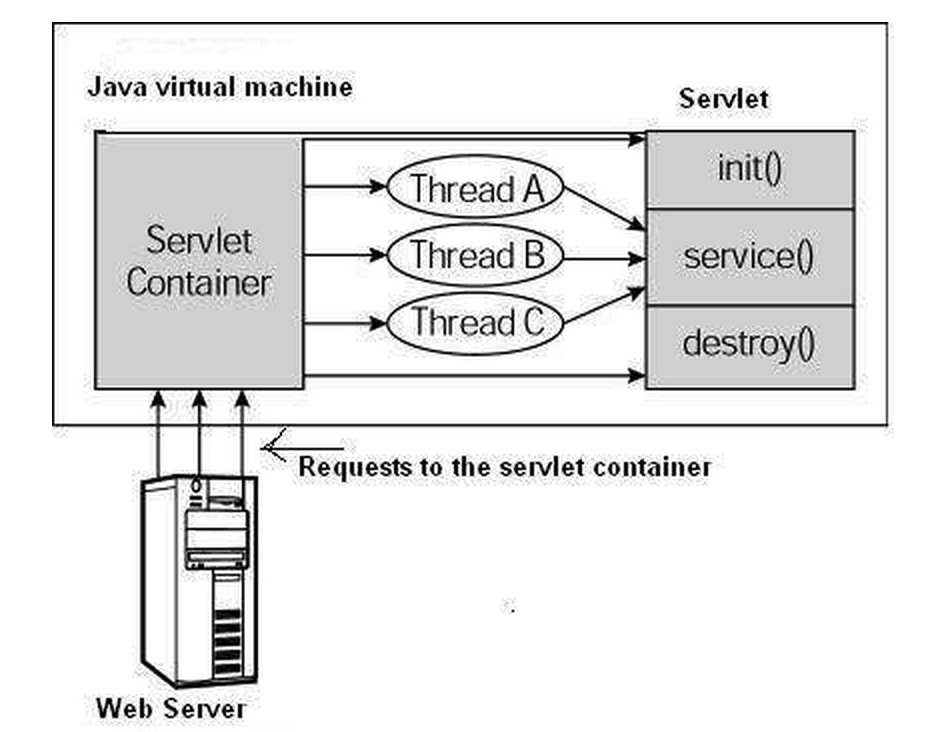 Java virtual machine
Servlet
init()
Thread A
Thread B
Thread C
Servlet
Container
service()
destroy()
Requests to the servlet container
Web Server